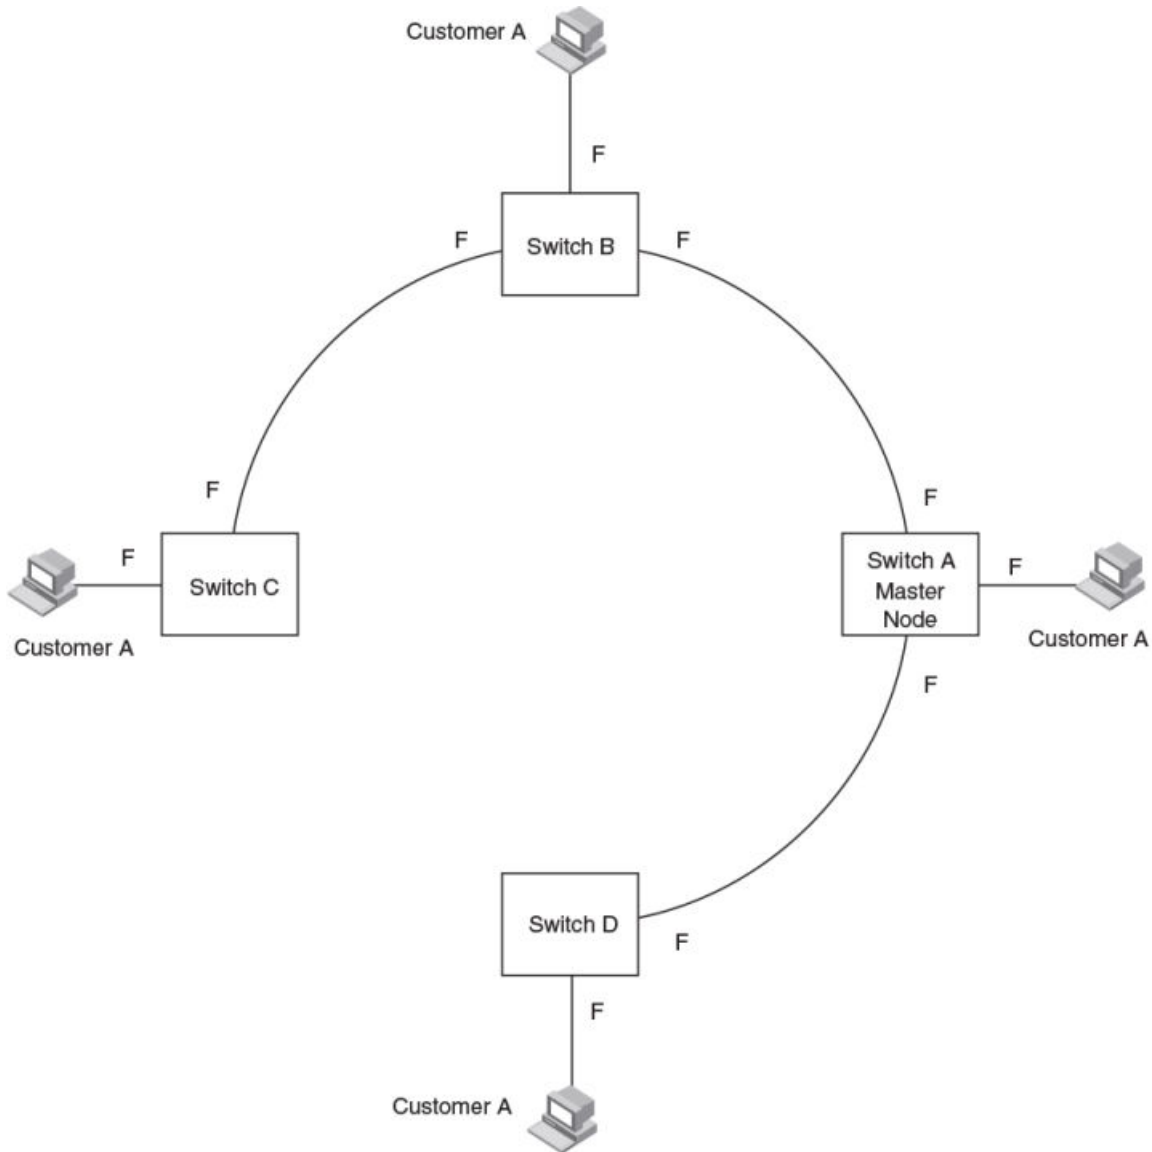 Customer A
F
F
Switch B
F
F
F
F
Switch C
Switch A
Master
Node
F
Customer A
Customer A
F
Switch D
F
F
Customer A